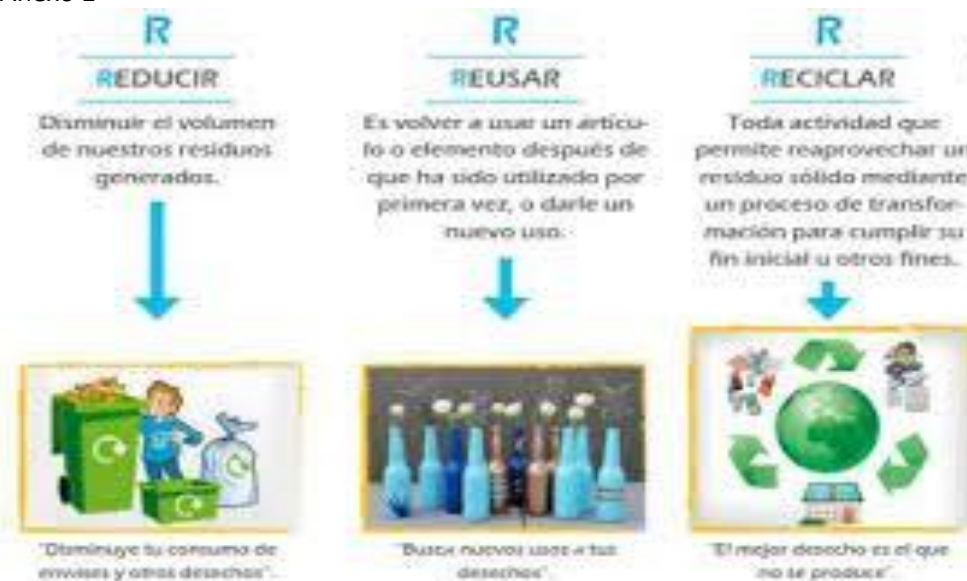 R
REDUCIR
Disminuir el volumen
de nuestros residuos
generados.
"Disminuye tu consumo de
envases y otros desechos".
R
REUSAR
Es volver a usar un artícu-
lo o elemento después de
que ha sido utilizado por
primera vez, o darle un
nuevo uso.
"Busca nuevos usos a tus
desechos".
R
RECICLAR
Toda actividad que
permite reaprovechar un
residuo sólido mediante
un proceso de transfor-
mación para cumplir su
fin inicial u otros fines.
"El mejor desecho es el que
no se produce".